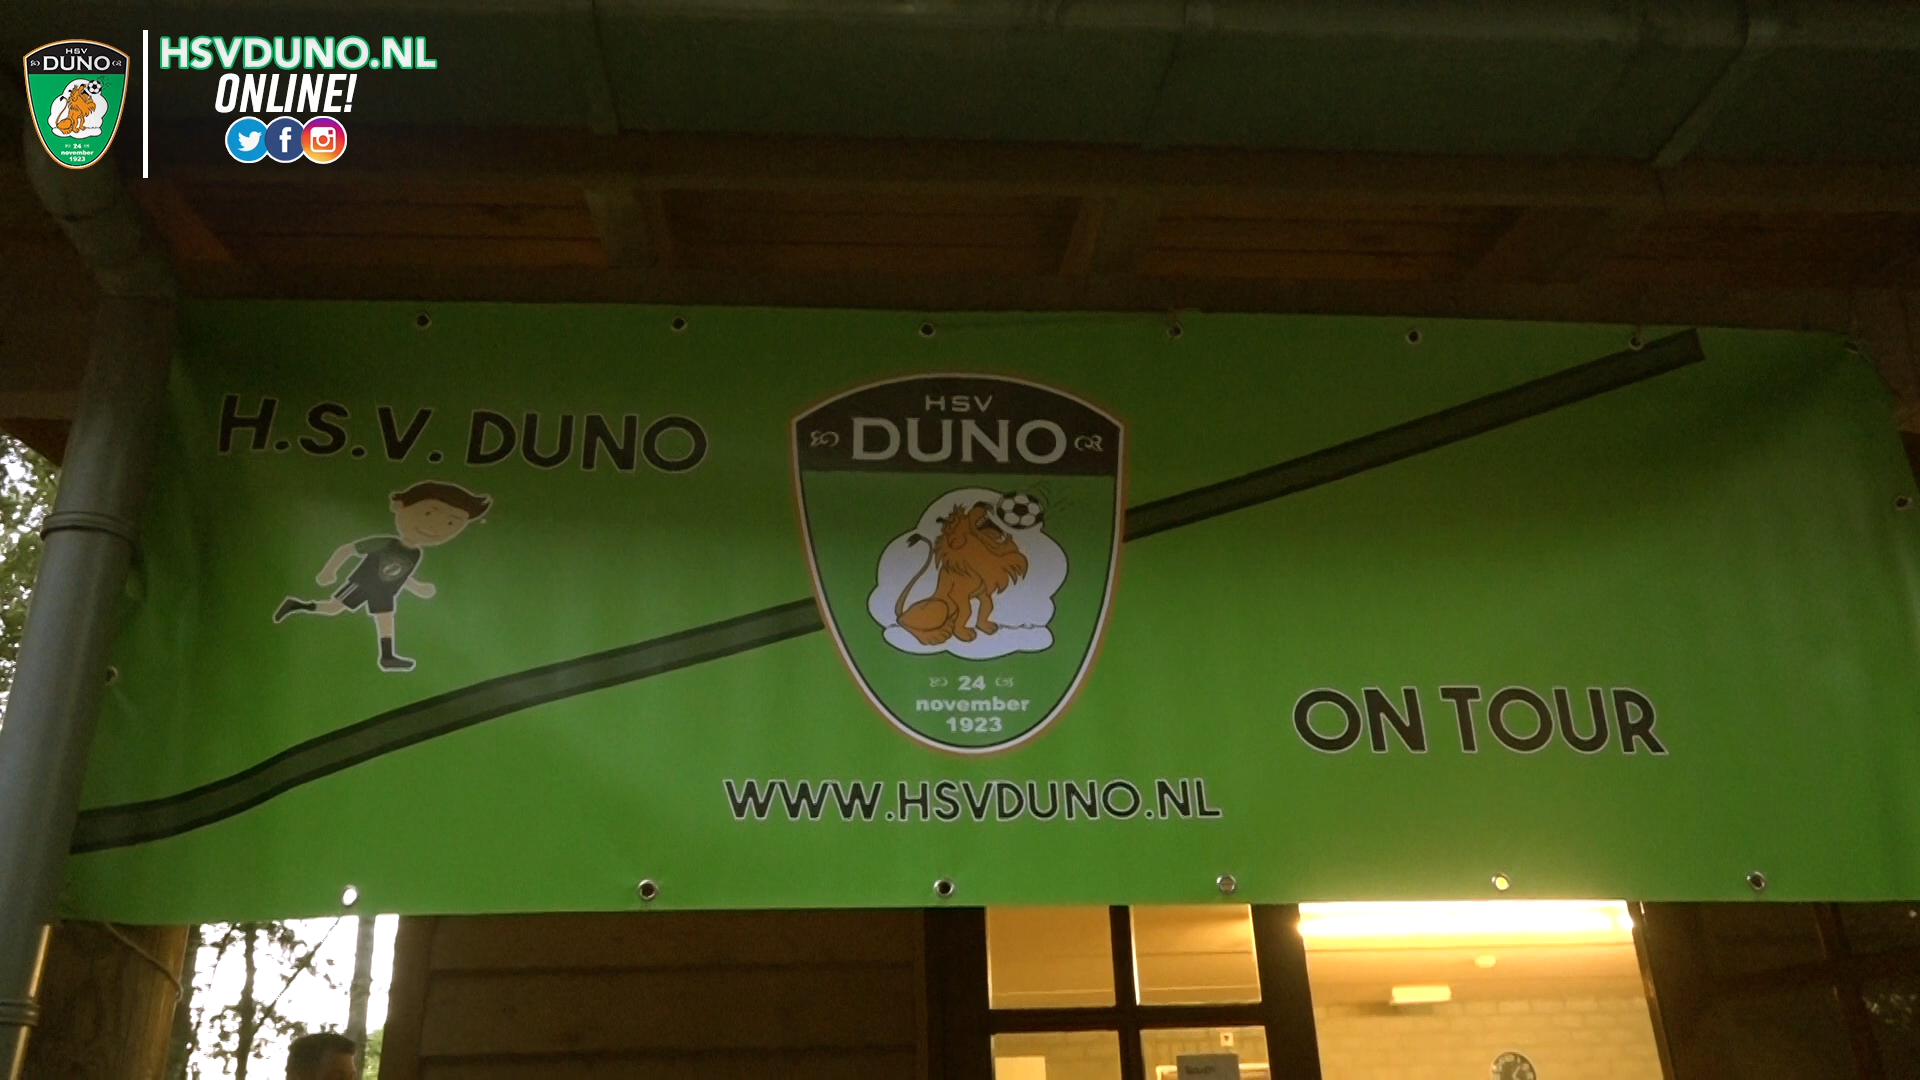 HSV
DUNO
24
november
1923
HSVDUNO.NL
ONLINE!
H.S.V. DUNO
HSV
DUNO
24
november
1923
ON TOUR
WWW.HSVDUNO.NL